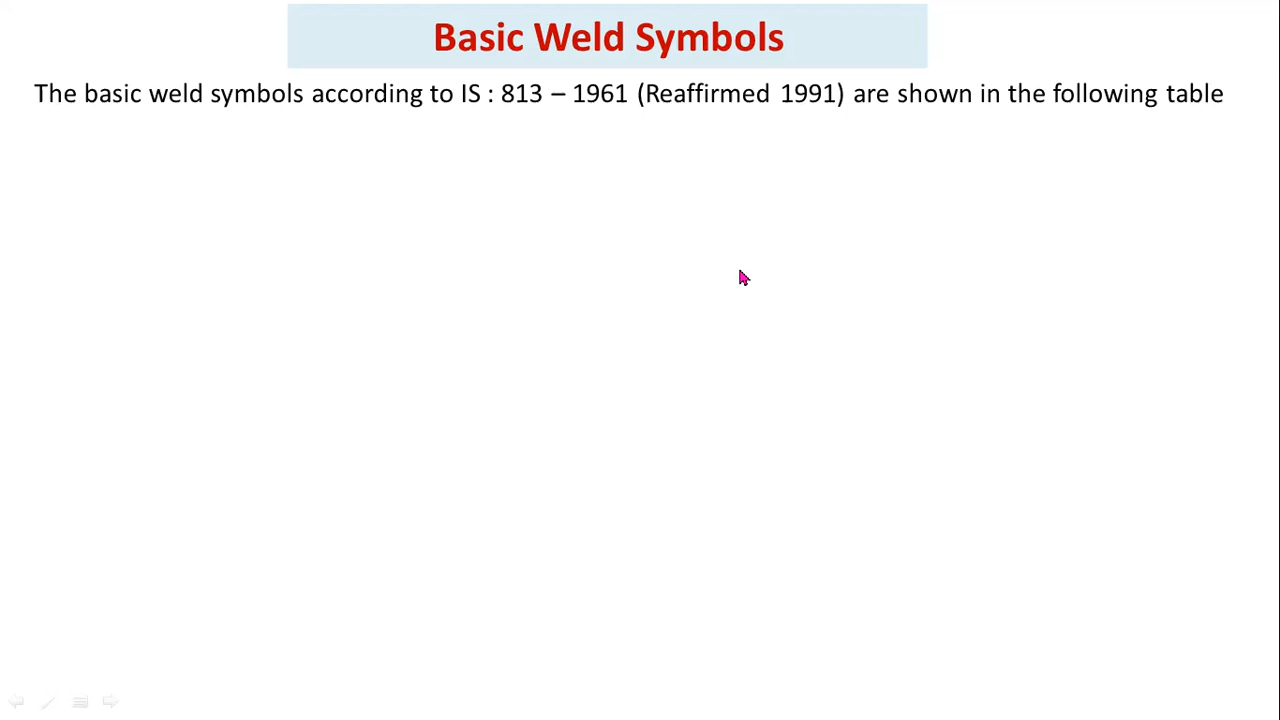 Basic Weld Symbols
The basic weld symbols according to IS : 813 – 1961 (Reaffirmed 1991) are shown in the following table